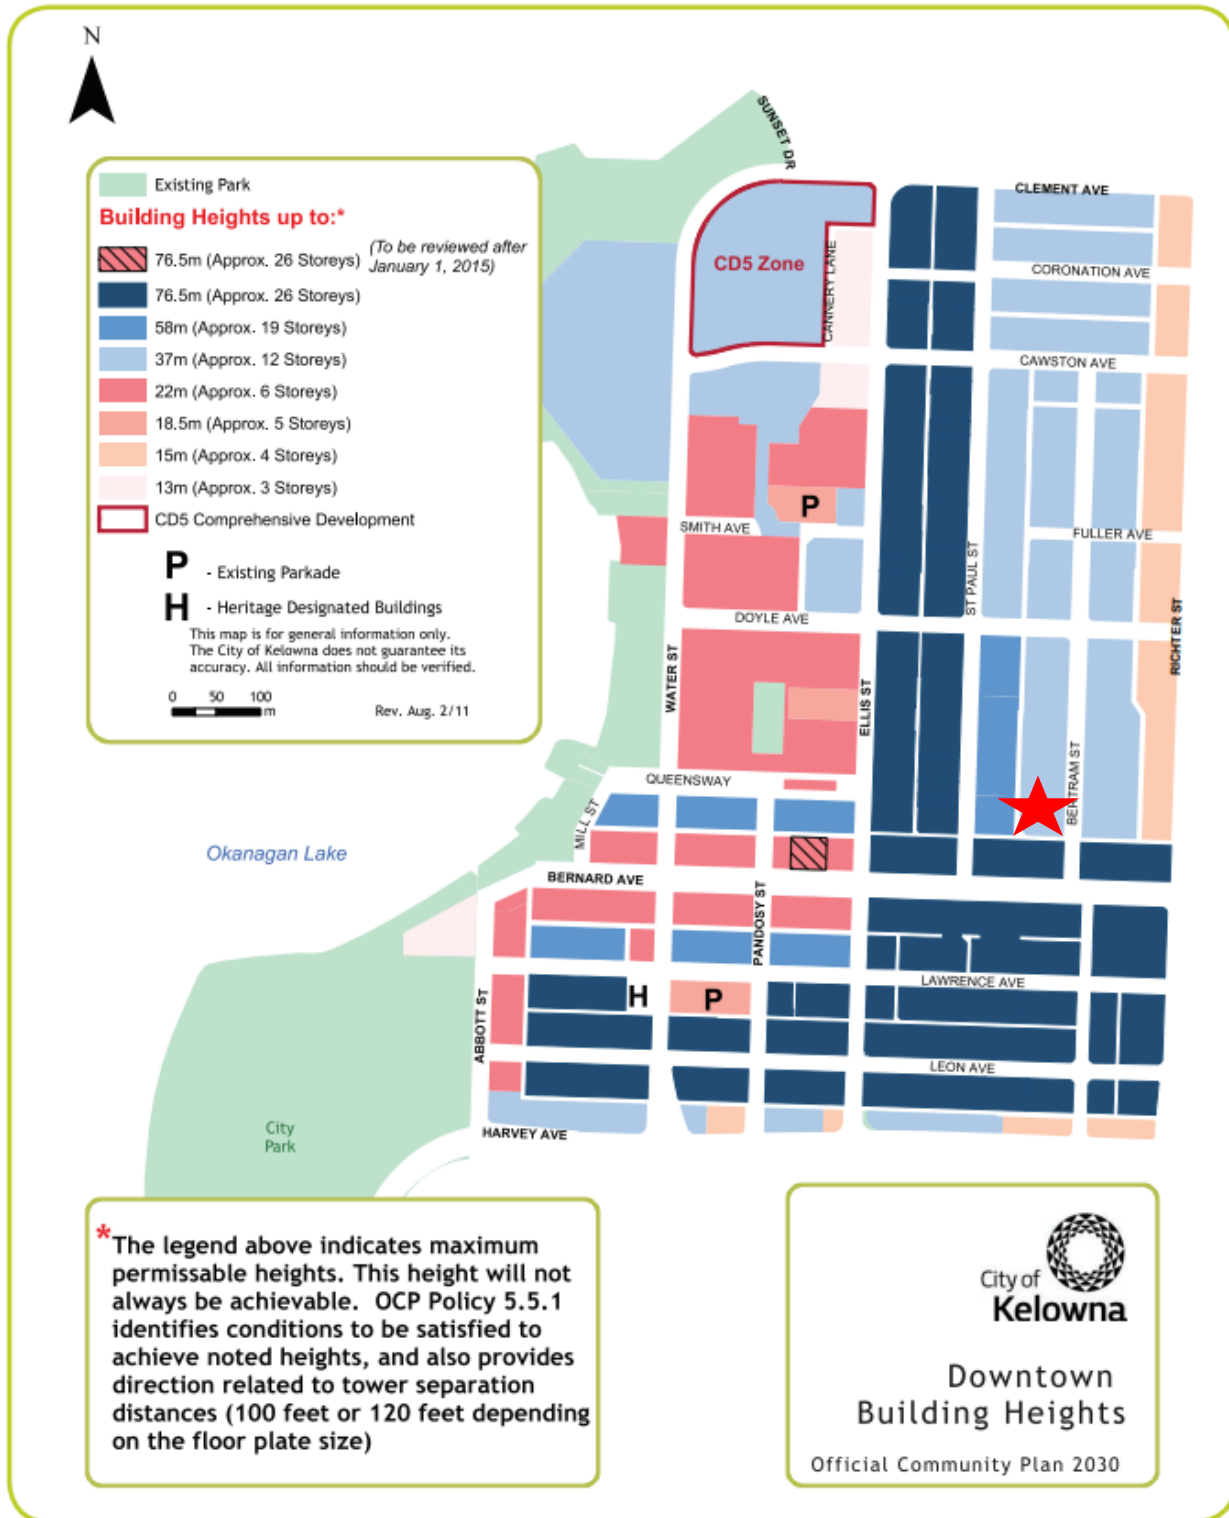 N
SUNSET DR
Existing Park
Building Heights up to:*
76.5m (Approx. 26 Storeys) (To be reviewed after
January 1, 2015)
76.5m (Approx. 26 Storeys)
58m (Approx. 19 Storeys)
37m (Approx. 12 Storeys)
22m (Approx. 6 Storeys)
18.5m (Approx. 5 Storeys)
15m (Approx. 4 Storeys)
13m (Approx. 3 Storeys)
CD5 Comprehensive Development
P - Existing Parkade
H - Heritage Designated Buildings
This map is for general information only.
The City of Kelowna does not guarantee its
accuracy. All information should be verified.
0 50 100
m
Rev. Aug. 2/11
CLEMENT AVE
CD5 Zone
CANNERY LANE
CORONATION AVE
CAWSTON AVE
P
SMITH AVE
FULLER AVE
ST PAUL ST
DOYLE AVE
RICHTER ST
WATER ST
ELLIS ST
BERTRAM ST
QUEENSWAY
MILL ST
Okanagan Lake
BERNARD AVE
PANDOSY ST
LAWRENCE AVE
H
P
ABBOTT ST
LEON AVE
City
Park
HARVEY AVE
*The legend above indicates maximum
permissable heights. This height will not
always be achievable. OCP Policy 5.5.1
identifies conditions to be satisfied to
achieve noted heights, and also provides
direction related to tower separation
distances (100 feet or 120 feet depending
on the floor plate size)
City of
Kelowna
Downtown
Building Heights
Official Community Plan 2030